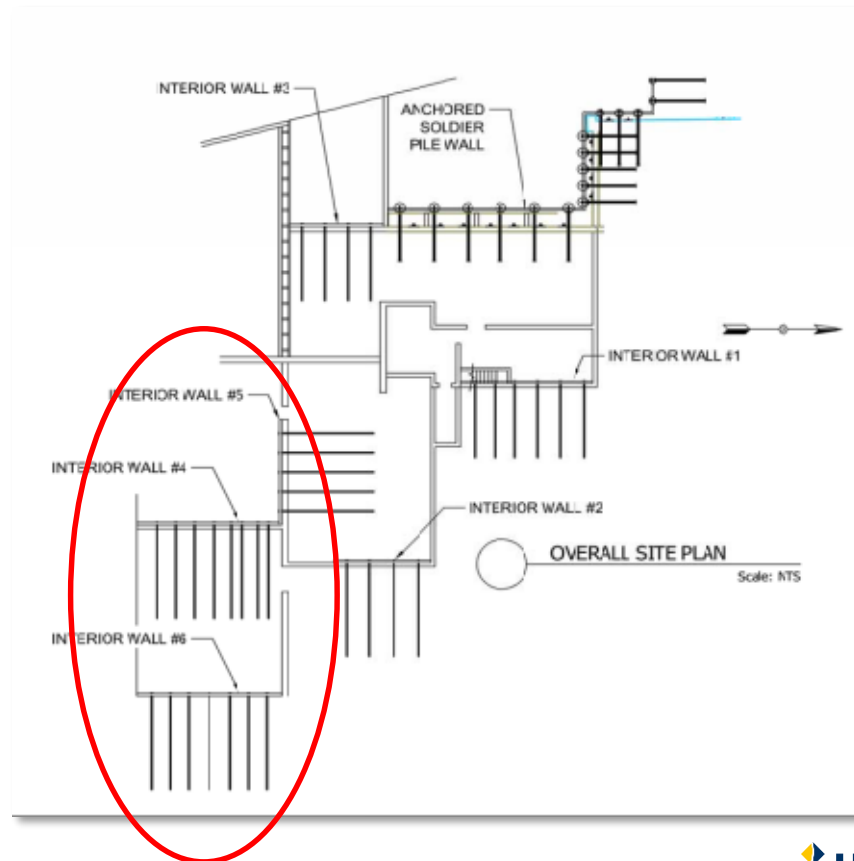 INTERIOR WALL #3
ANCHORED
SOLDIER
PILE WALL
INTERIOR WALL #1
INTERIOR WALL #5
INTERIOR WALL #4
INTERIOR WALL #2
OVERALL SITE PLAN
Scale: NTS
INTERIOR WALL #6